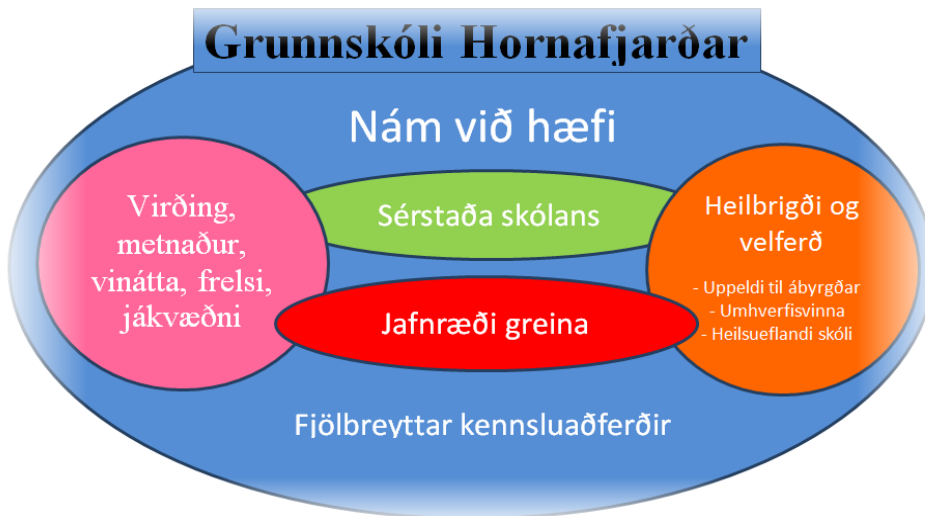 Grunnskóli Hornafjarðar
Nám við hæfi
Virðing,
metnaður,
vinátta, frelsi,
jákvæðni
Sérstaða skólans
Jafnræði greina
Heilbrigði og
velferð
- Uppeldi til ábyrgðar
- Umhverfisvinna
- Heilsueflandi skóli
Fjölbreyttar kennsluaðferðir